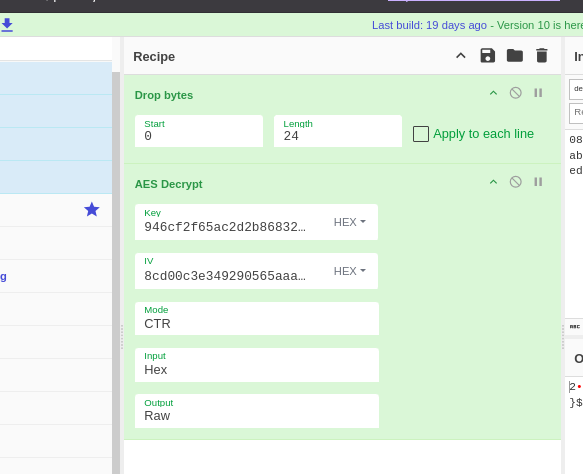 Last build: 19 days ago - Version 10 is here
Recipe
Drop bytes
Start
0
Length
24
Apply to each line
AES Decrypt
Key
946cf2f65ac2d2b86832…
HEX
IV
8cd00c3e349290565aaa…
HEX
Mode
CTR
Input
Hex
Output
Raw
g
In
de
Re
08
ab
ed
ABC
O
2
}$